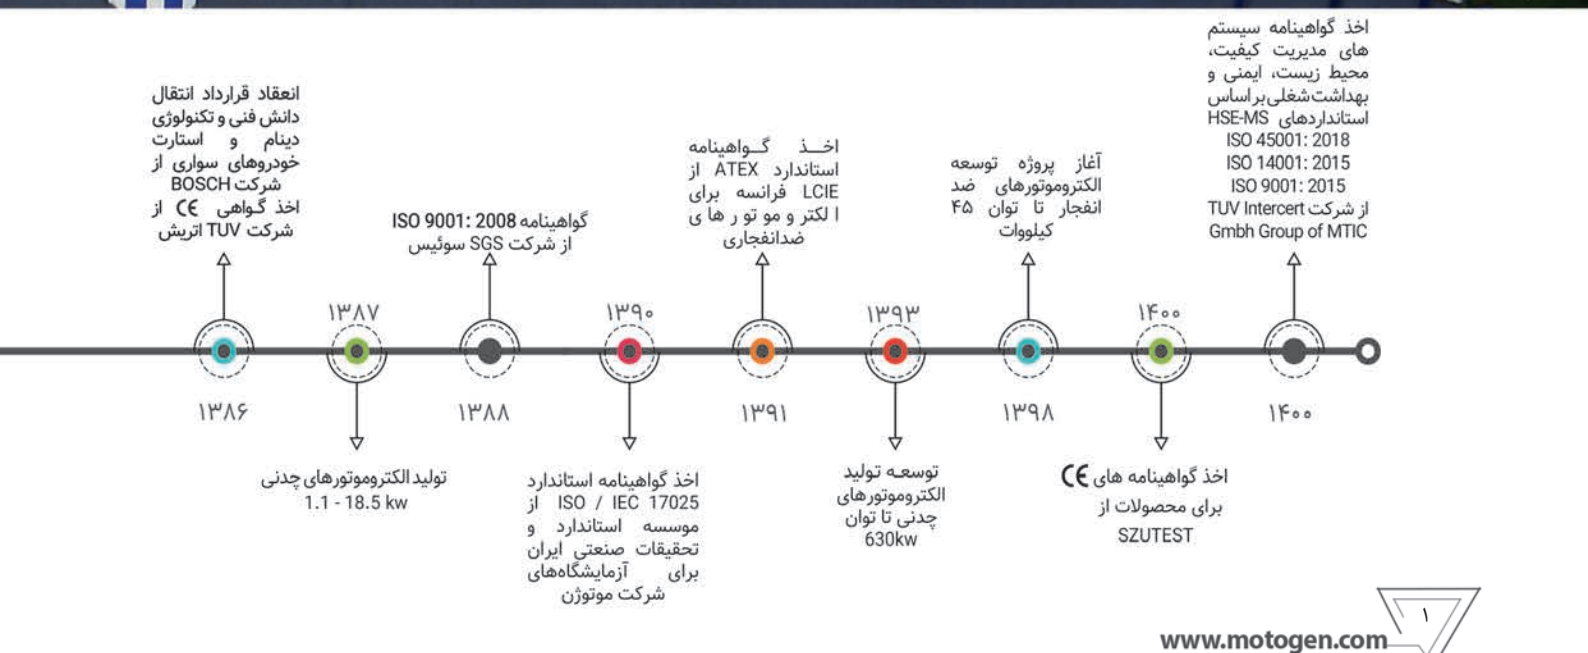 انعقاد قرارداد انتقال
دانش فنی و تکنولوژی
دینام و استارت
خودروهای سواری از
شرکت BOSCH
اخذ گواهی CE از
شرکت TUV اتریش
۱۳۸۶
۱۳۸۷
تولید الکتروموتورهای چدنی
1.1 - 18.5 kw
گواهینامه ISO 9001: 2008
از شرکت SGS سوئیس
۱۳۸۸
۱۳۹۰
اخذ گواهینامه استاندارد
ISO / IEC 17025 از
موسسه استاندارد و
تحقیقات صنعتی ایران
برای آزمایشگاه‌های
شرکت موتوژن
اخذ گواهینامه
استاندارد ATEX از
LCIE فرانسه برای
الکتروموتورهای
ضدانفجاری
۱۳۹۱
۱۳۹۳
توسعه تولید
الکتروموتورهای
چدنی تا توان
630kw
آغاز پروژه توسعه
الکتروموتورهای ضد
انفجار تا توان ۴۵
کیلووات
۱۳۹۸
۱۴۰۰
اخذ گواهینامه های CE
برای محصولات از
SZUTEST
اخذ گواهینامه سیستم
های مدیریت کیفیت،
محیط زیست، ایمنی و
بهداشت شغلی بر اساس
استانداردهای HSE-MS
ISO 45001: 2018
ISO 14001: 2015
ISO 9001: 2015
از شرکت TUV Intercert
Gmbh Group of MTIC
۱۴۰۰
۱
www.motogen.com